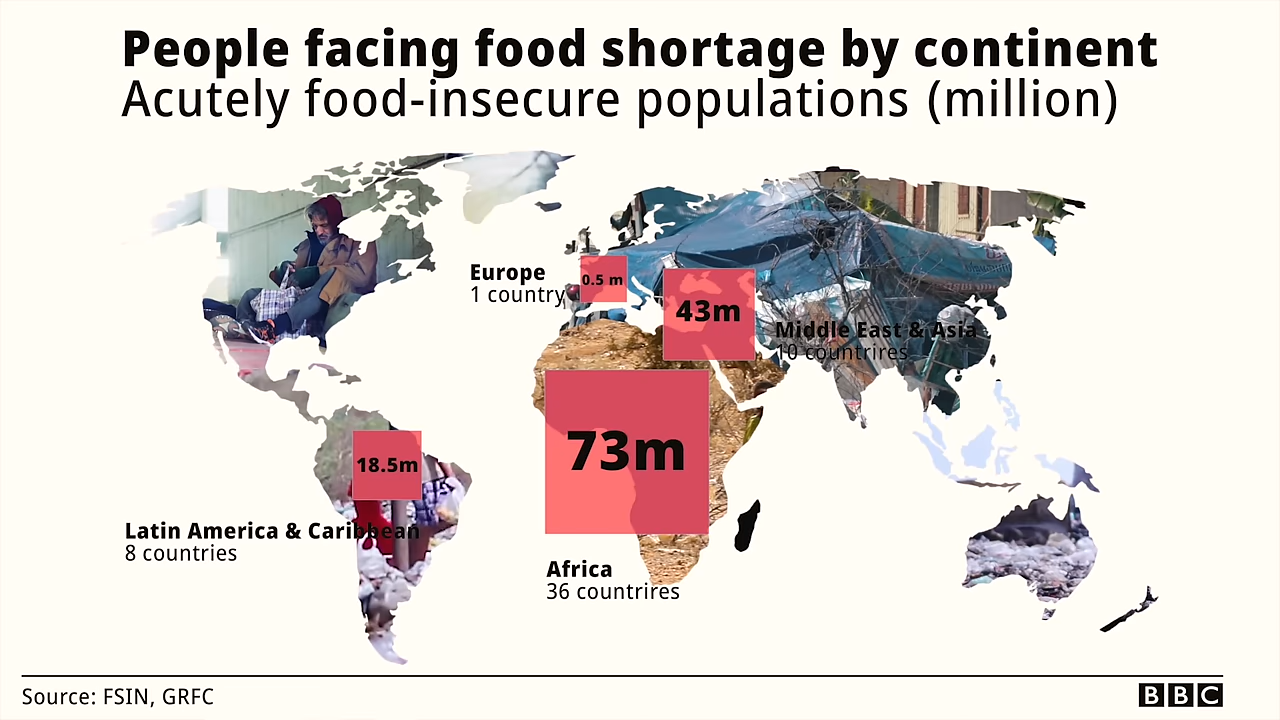 People facing food shortage by continent
Acutely food-insecure populations (million)
Europe
1 country
0.5 m
43m
Middle East & Asia
10 countrires
73m
18.5m
Latin America & Caribbean
8 countries
Africa
36 countrires
Source: FSIN, GRFC
BBC